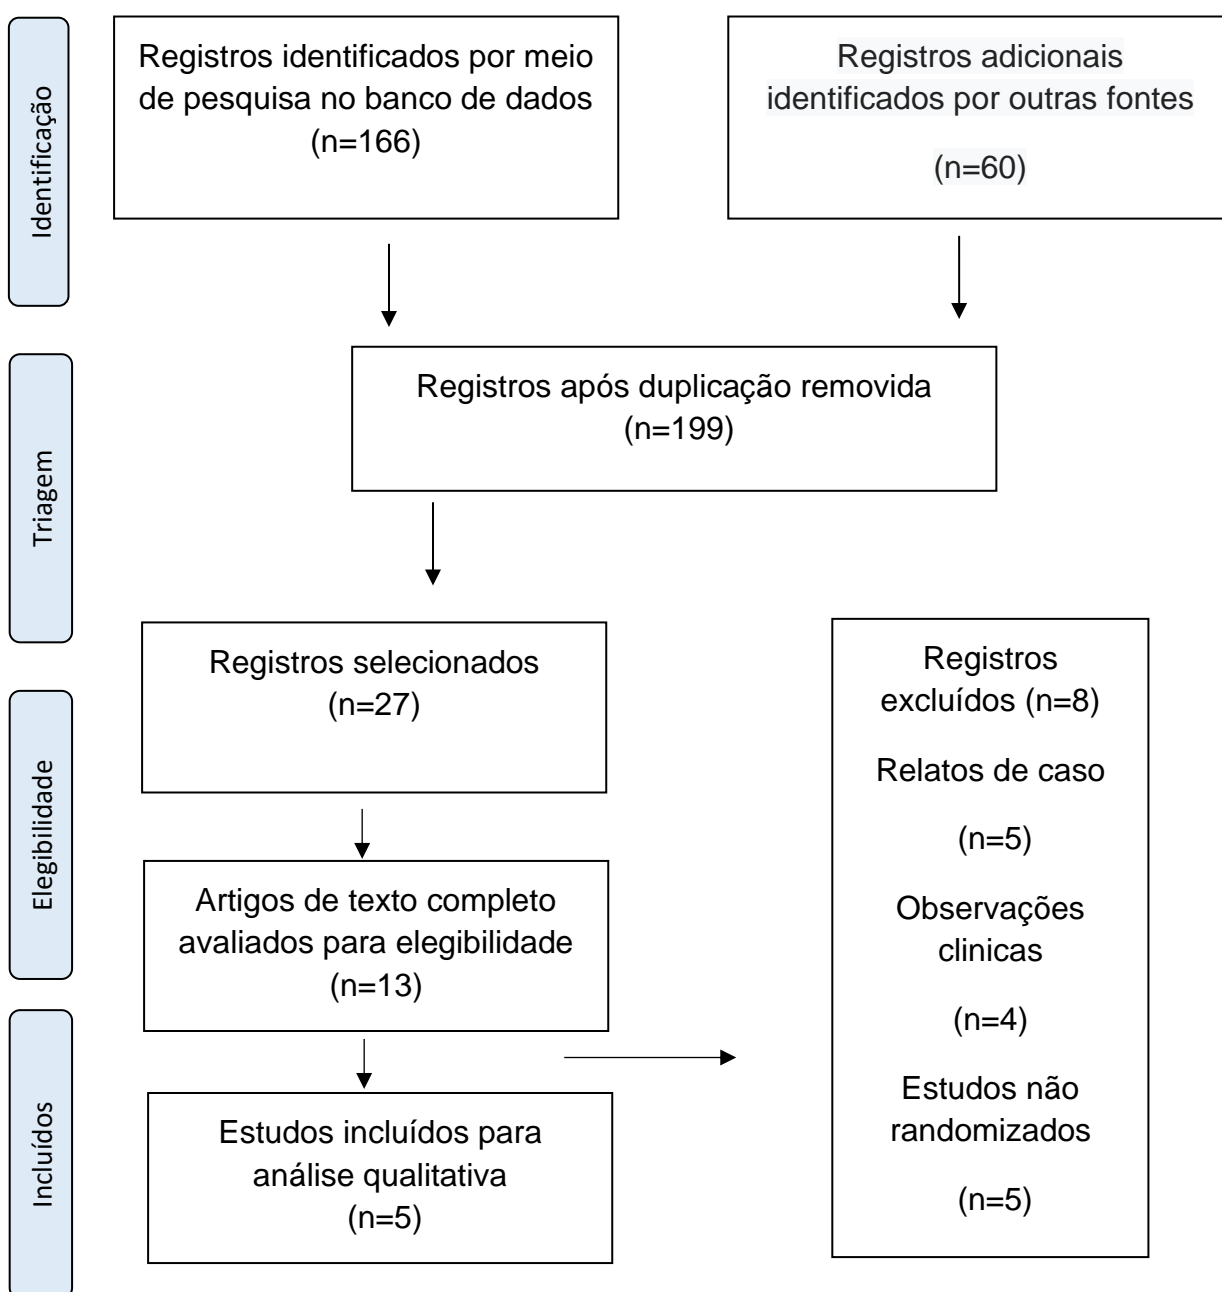 Identificação
Registros identificados por meio
de pesquisa no banco de dados
(n=166)
Registros adicionais
identificados por outras fontes
(n=60)
Triagem
Registros após duplicação removida
(n=199)
Registros selecionados
(n=27)
Elegibilidade
Artigos de texto completo
avaliados para elegibilidade
(n=13)
Incluídos
Estudos incluídos para
análise qualitativa
(n=5)
Registros
excluídos (n=8)
Relatos de caso
(n=5)
Observações
clinicas
(n=4)
Estudos não
randomizados
(n=5)